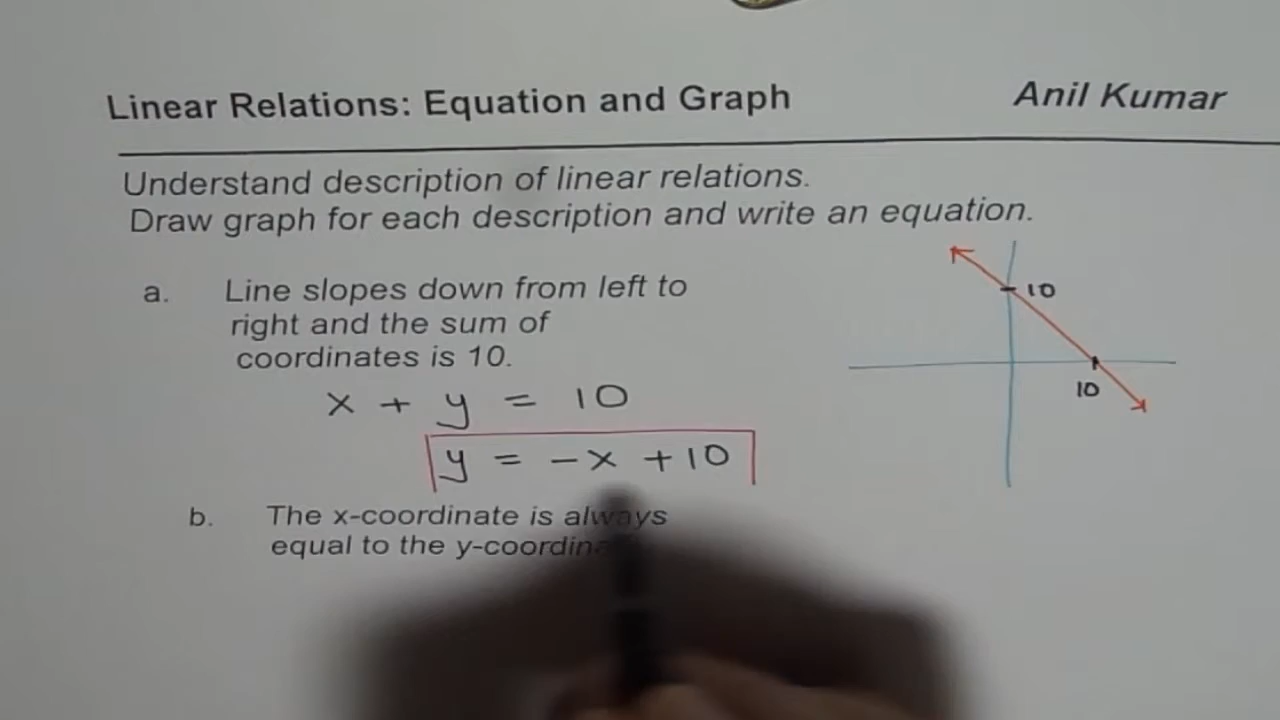 Linear Relations: Equation and Graph
Anil Kumar
Understand description of linear relations.
Draw graph for each description and write an equation.
a. Line slopes down from left to
right and the sum of
coordinates is 10.
x + y = 10
y = -x + 10
10
10
b. The x-coordinate is always
equal to the